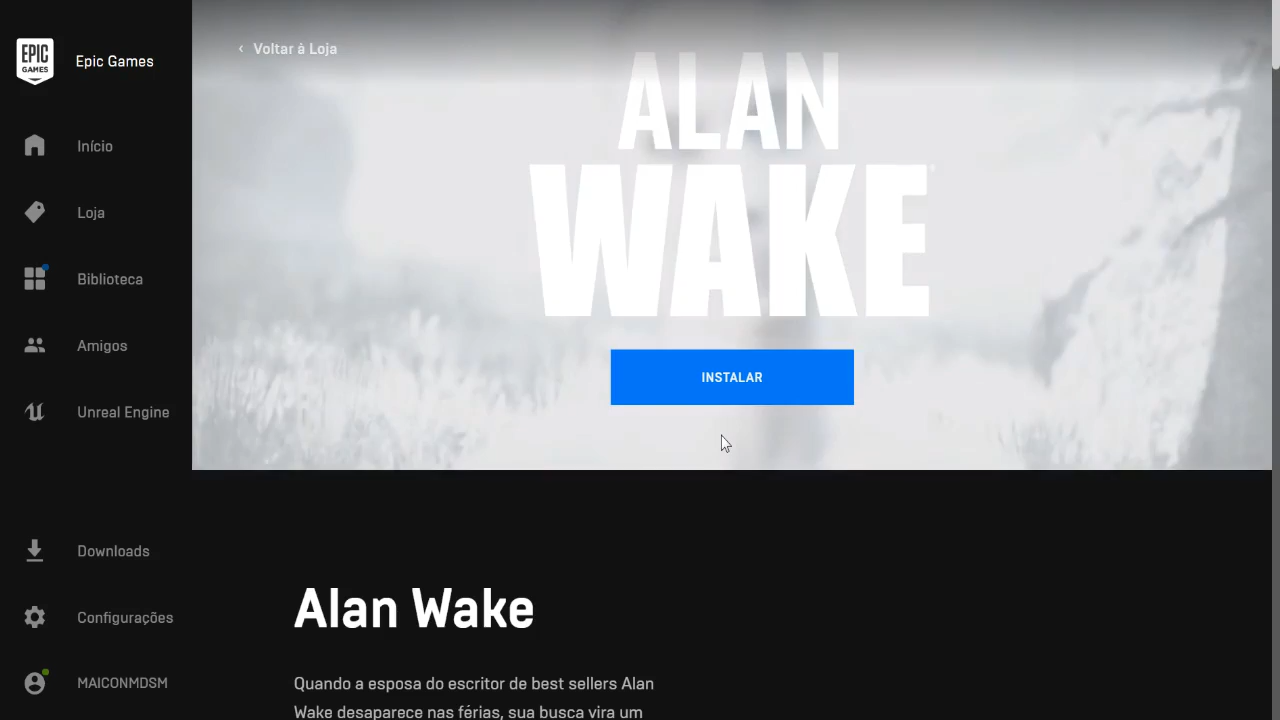 EPIC
GAMES
Epic Games
Início
Loja
Biblioteca
Amigos
Unreal Engine
Downloads
Configurações
MAICONMDSM
Voltar à Loja
ALAN
WAKE
INSTALAR
Alan Wake
Quando a esposa do escritor de best sellers Alan
Wake desaparece nas férias, sua busca vira um